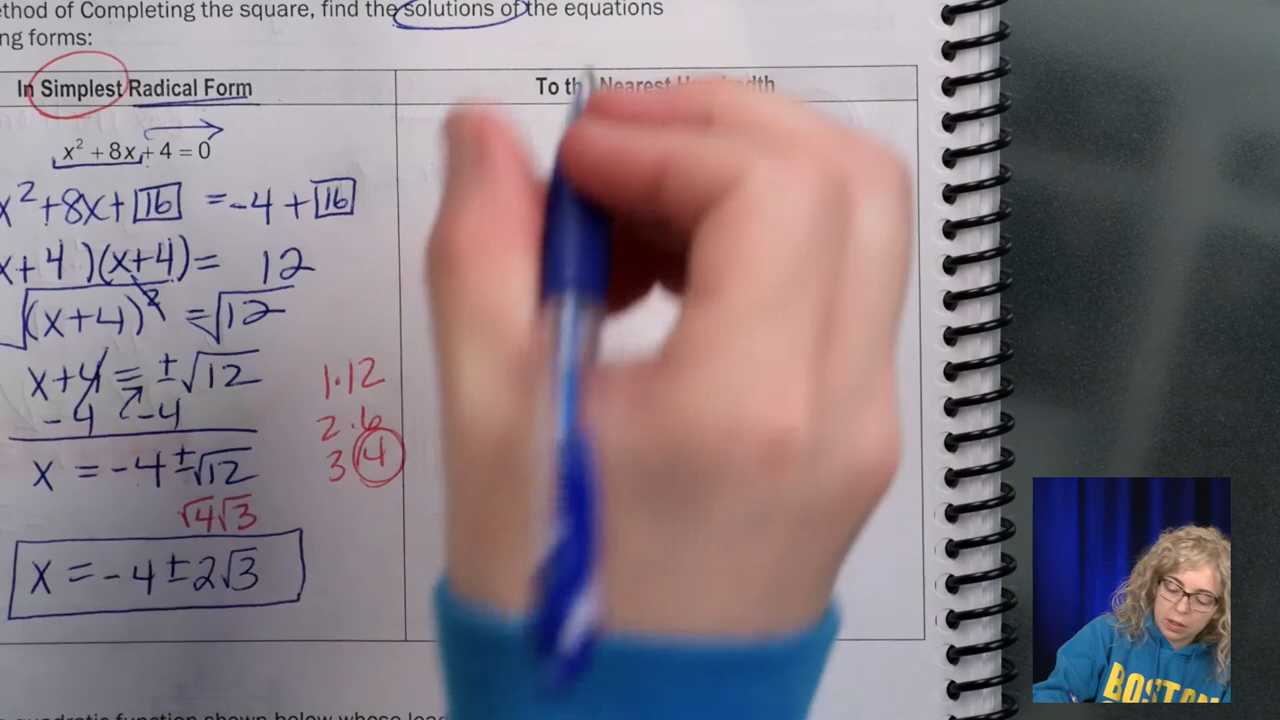 ethod of Completing the square, find the solutions of the equations
ng forms:
In Simplest Radical Form
To th Nearest Hundredth
x² + 8x + 4 = 0
x² + 8x + 16 = -4 + 16
x + 4 )(x+4) = 12
√(x+4)² = √12
x + 4 = ±√12
-4 -4
x = -4 ± √12
√4√3
x = -4 ± 2√3
1·12
2·6
3 4
BOSTON